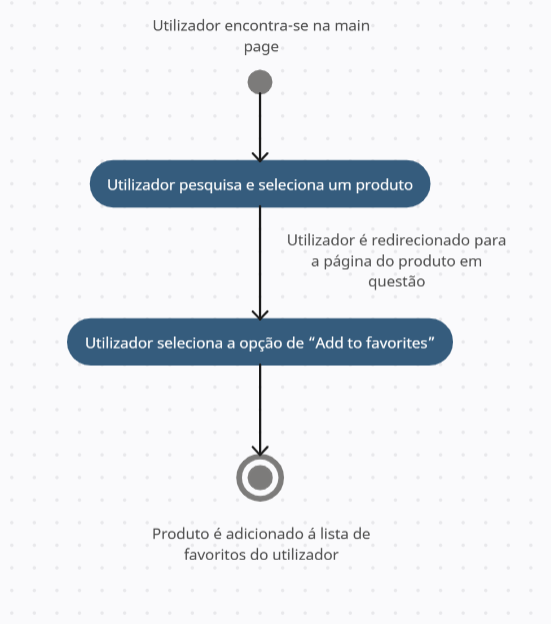 Utilizador encontra-se na main
page
Utilizador pesquisa e seleciona um produto
Utilizador é redirecionado para
a página do produto em
questão
Utilizador seleciona a opção de “Add to favorites”
Produto é adicionado á lista de
favoritos do utilizador